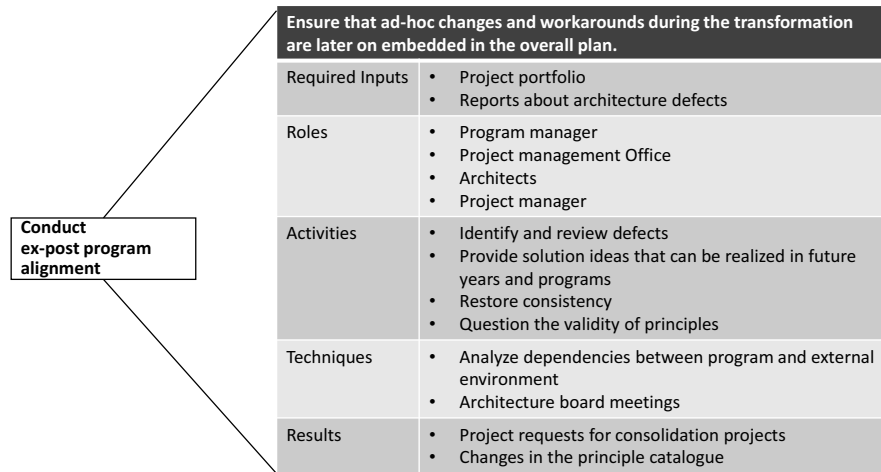 Ensure that ad-hoc changes and workarounds during the transformation
are later on embedded in the overall plan.
Required Inputs
• Project portfolio
• Reports about architecture defects
Roles
• Program manager
• Project management Office
• Architects
• Project manager
Conduct
ex-post program
alignment
Activities
• Identify and review defects
• Provide solution ideas that can be realized in future
years and programs
• Restore consistency
• Question the validity of principles
Techniques
• Analyze dependencies between program and external
environment
• Architecture board meetings
Results
• Project requests for consolidation projects
• Changes in the principle catalogue